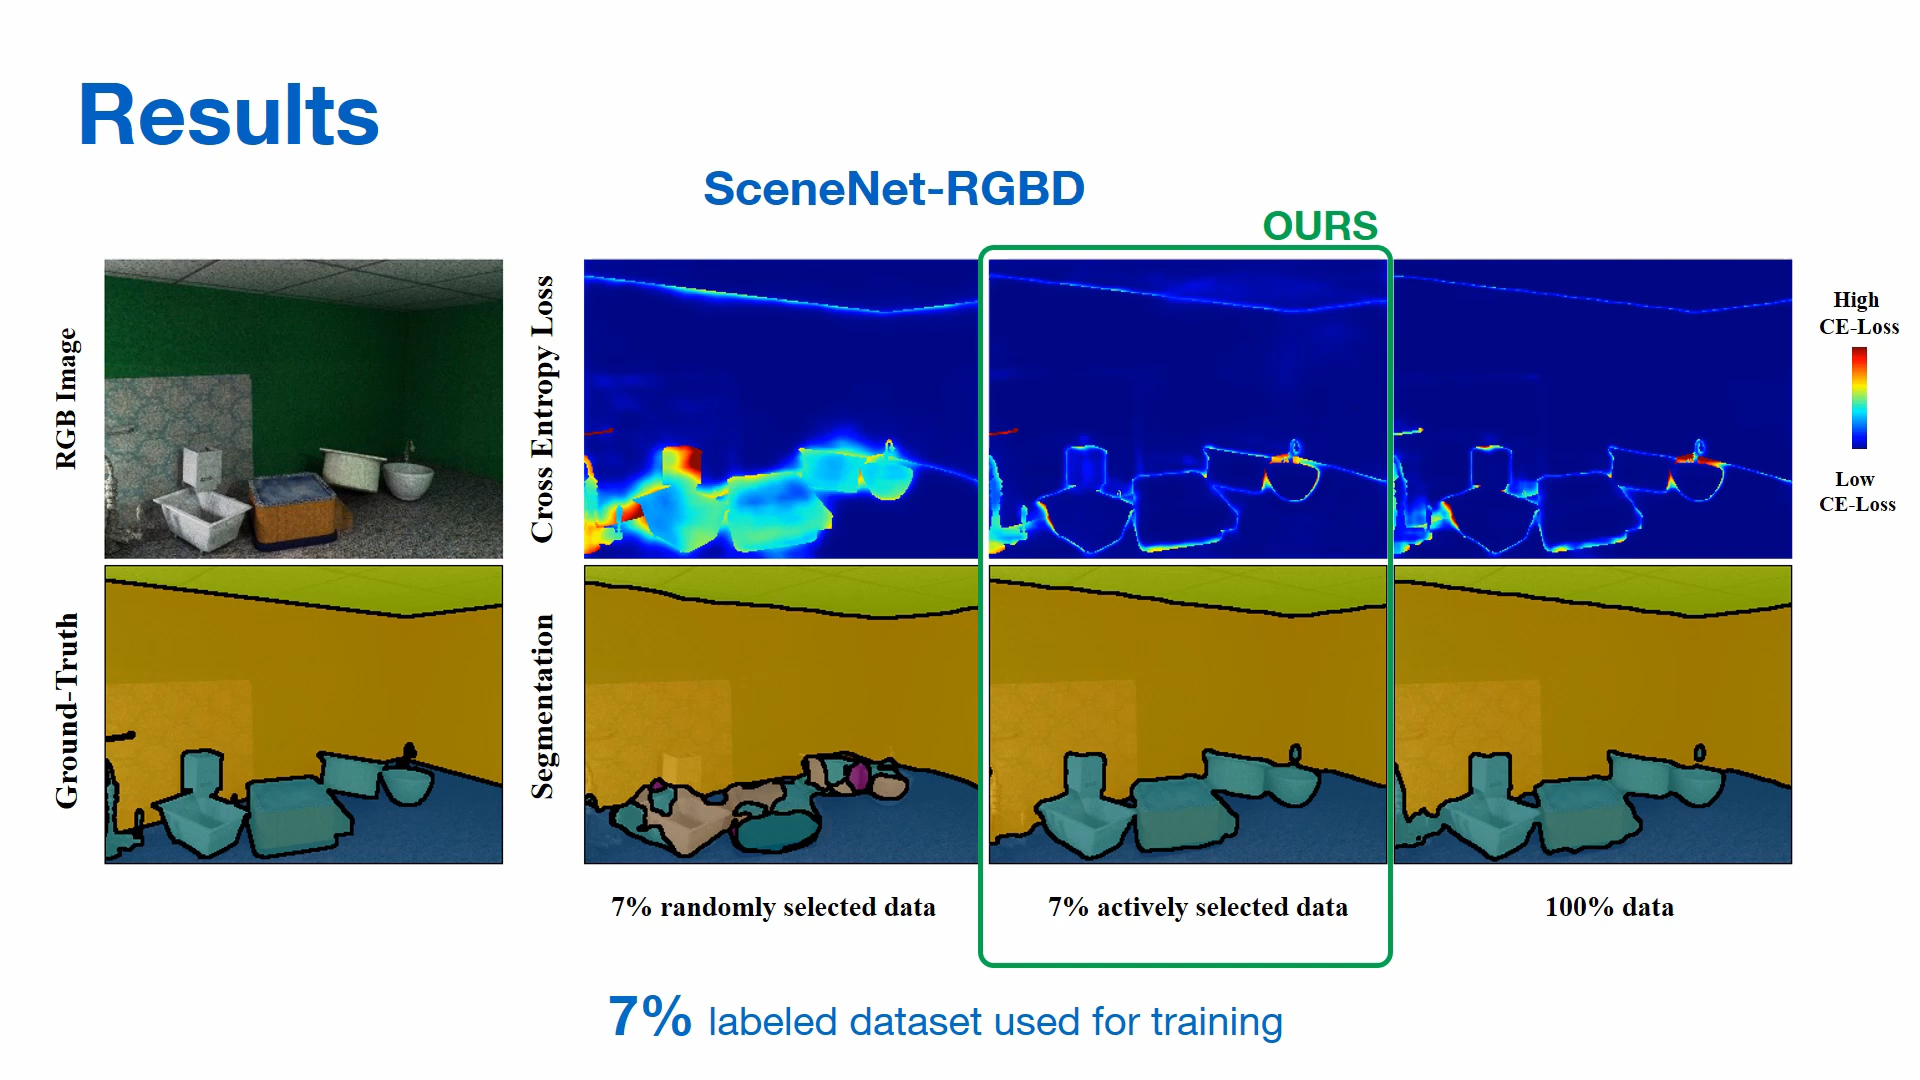 Results
SceneNet-RGBD
OURS
RGB Image
Cross Entropy Loss
High
CE-Loss
Low
CE-Loss
Ground-Truth
Segmentation
7% randomly selected data
7% actively selected data
100% data
7% labeled dataset used for training